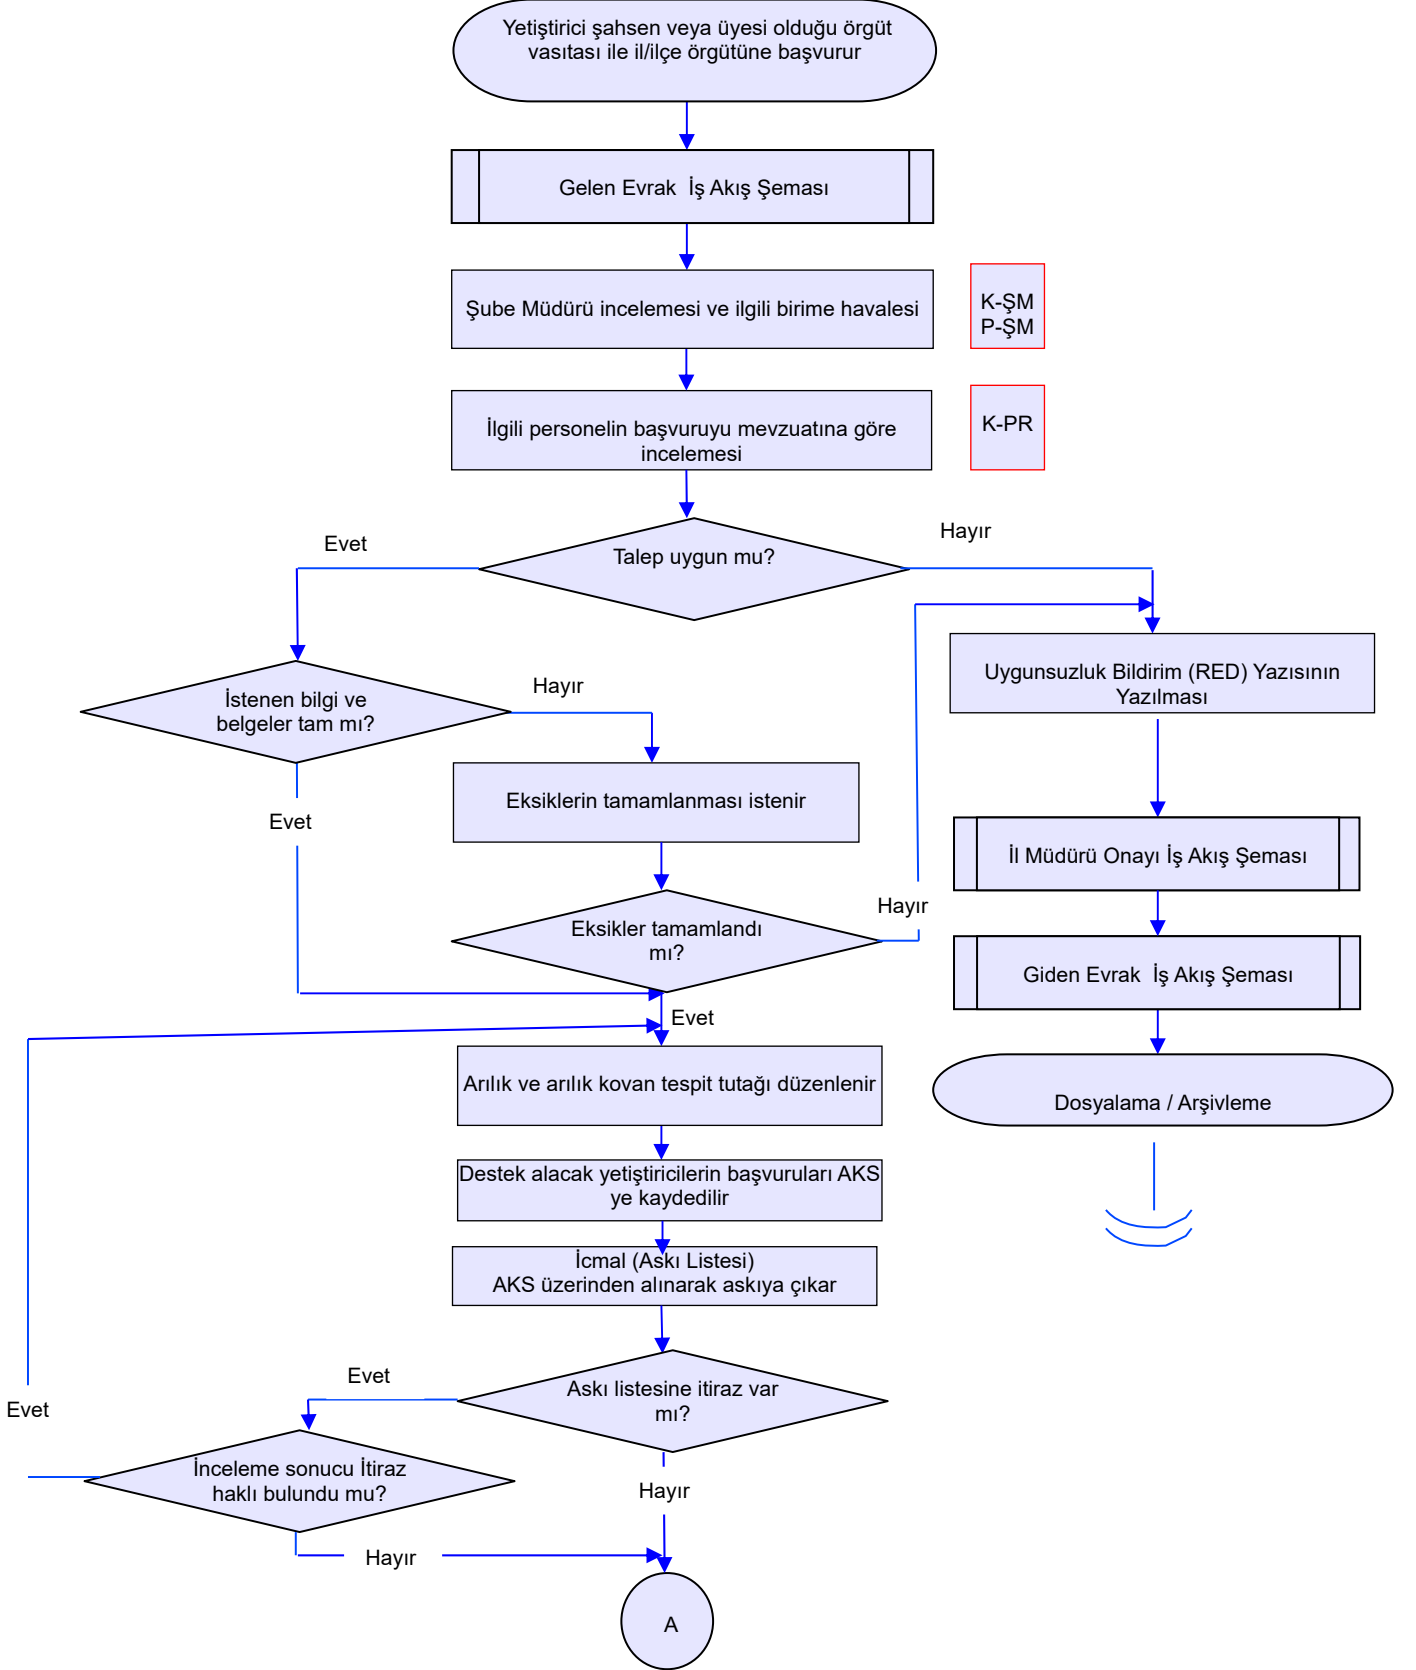 Yetiştirici şahsen veya üyesi olduğu örgüt
vasıtası ile il/ilçe örgütüne başvurur
Gelen Evrak  İş Akış Şeması
Şube Müdürü incelemesi ve ilgili birime havalesi
K-ŞM
P-ŞM
İlgili personelin başvuruyu mevzuatına göre
incelemesi
K-PR
Talep uygun mu?
Evet
Hayır
İstenen bilgi ve
belgeler tam mı?
Hayır
Uygunsuzluk Bildirim (RED) Yazısının
Yazılması
Eksiklerin tamamlanması istenir
Evet
İl Müdürü Onayı İş Akış Şeması
Hayır
Eksikler tamamlandı
mı?
Giden Evrak  İş Akış Şeması
Evet
Arılık ve arılık kovan tespit tutağı düzenlenir
Dosyalama / Arşivleme
Destek alacak yetiştiricilerin başvuruları AKS
ye kaydedilir
İcmal (Askı Listesi)
AKS üzerinden alınarak askıya çıkar
Evet
Askı listesine itiraz var
mı?
Evet
İnceleme sonucu İtiraz
haklı bulundu mu?
Hayır
Hayır
A